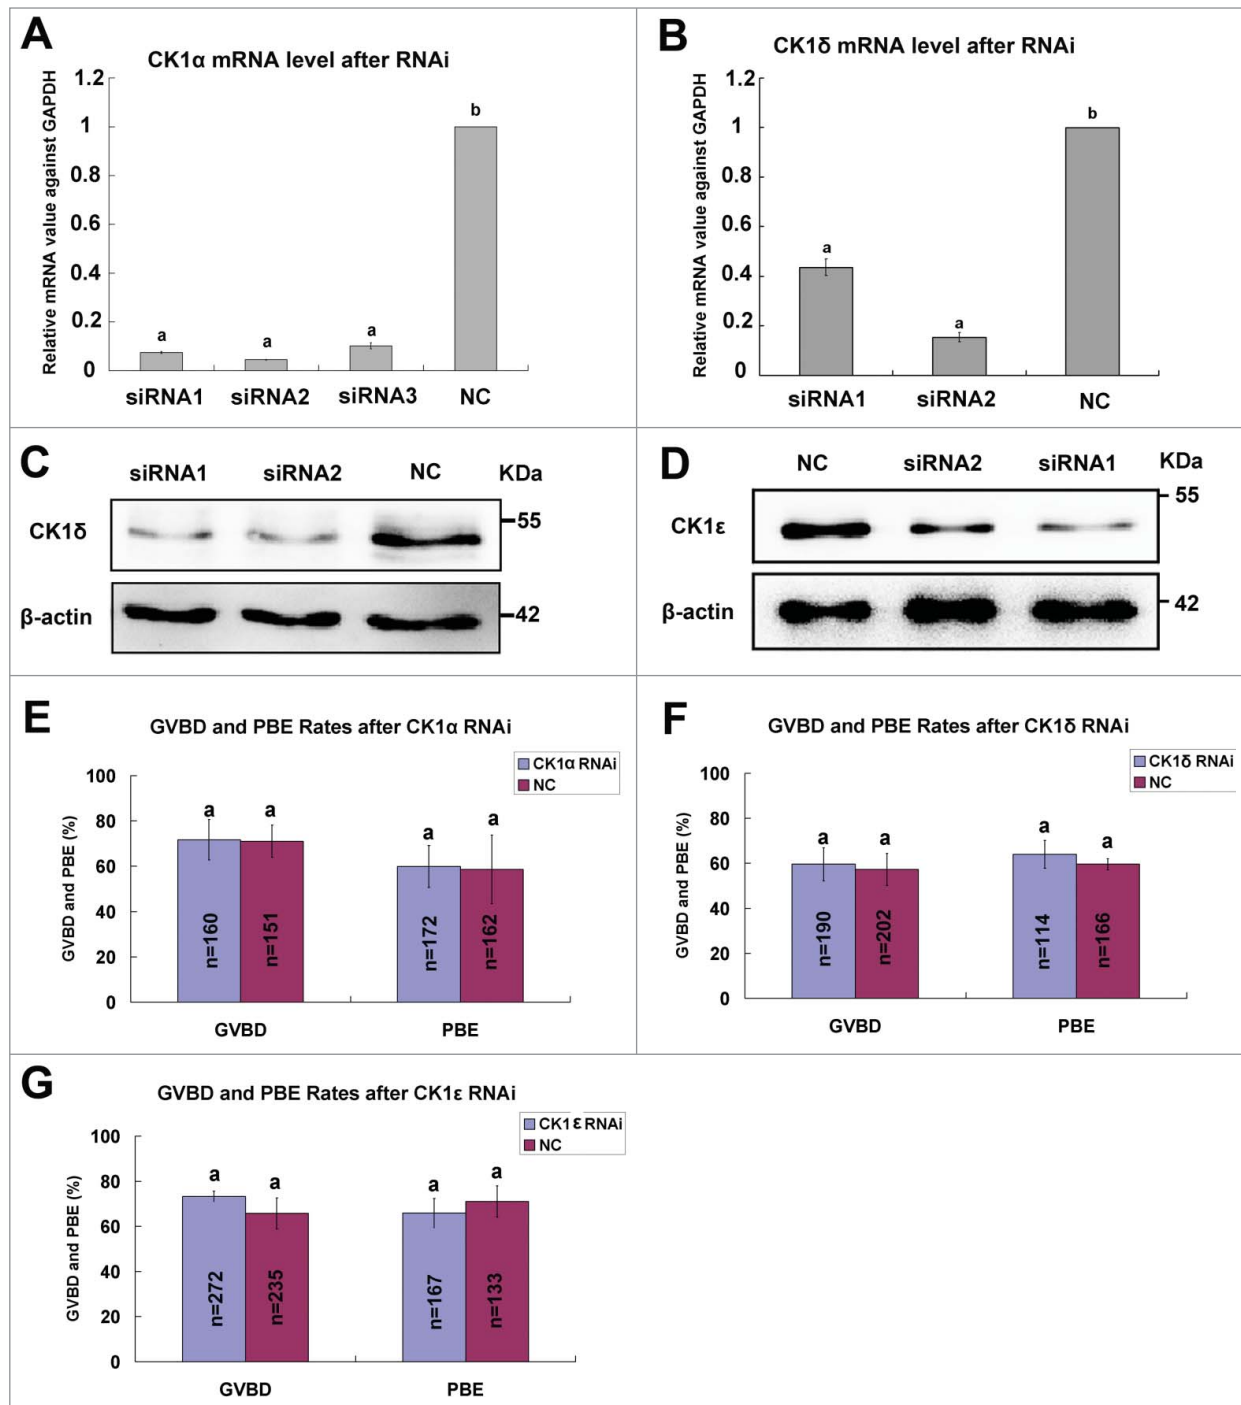 A
CK1α mRNA level after RNAi
Relative mRNA value against GAPDH
1.2
1
0.8
0.6
0.4
0.2
0
a
a
a
b
siRNA1 siRNA2 siRNA3 NC
B
CK1δ mRNA level after RNAi
Relative mRNA value against GAPDH
1.2
1
0.8
0.6
0.4
0.2
0
a
a
b
siRNA1 siRNA2 NC
C
siRNA1 siRNA2 NC KDa
CK1δ
55
β-actin
42
D
NC siRNA2 siRNA1 KDa
CK1ε
55
β-actin
42
E
GVBD and PBE Rates after CK1α RNAi
CK1α RNAi
NC
GVBD and PBE (%)
100
80
60
40
20
0
a a a a
n=160 n=151 n=172 n=162
GVBD PBE
F
GVBD and PBE Rates after CK1δ RNAi
CK1δ RNAi
NC
GVBD and PBE (%)
100
80
60
40
20
0
a a a a
n=190 n=202 n=114 n=166
GVBD PBE
G
GVBD and PBE Rates after CK1ε RNAi
CK1ε RNAi
NC
GVBD and PBE (%)
100
80
60
40
20
0
a a a a
n=272 n=235 n=167 n=133
GVBD PBE